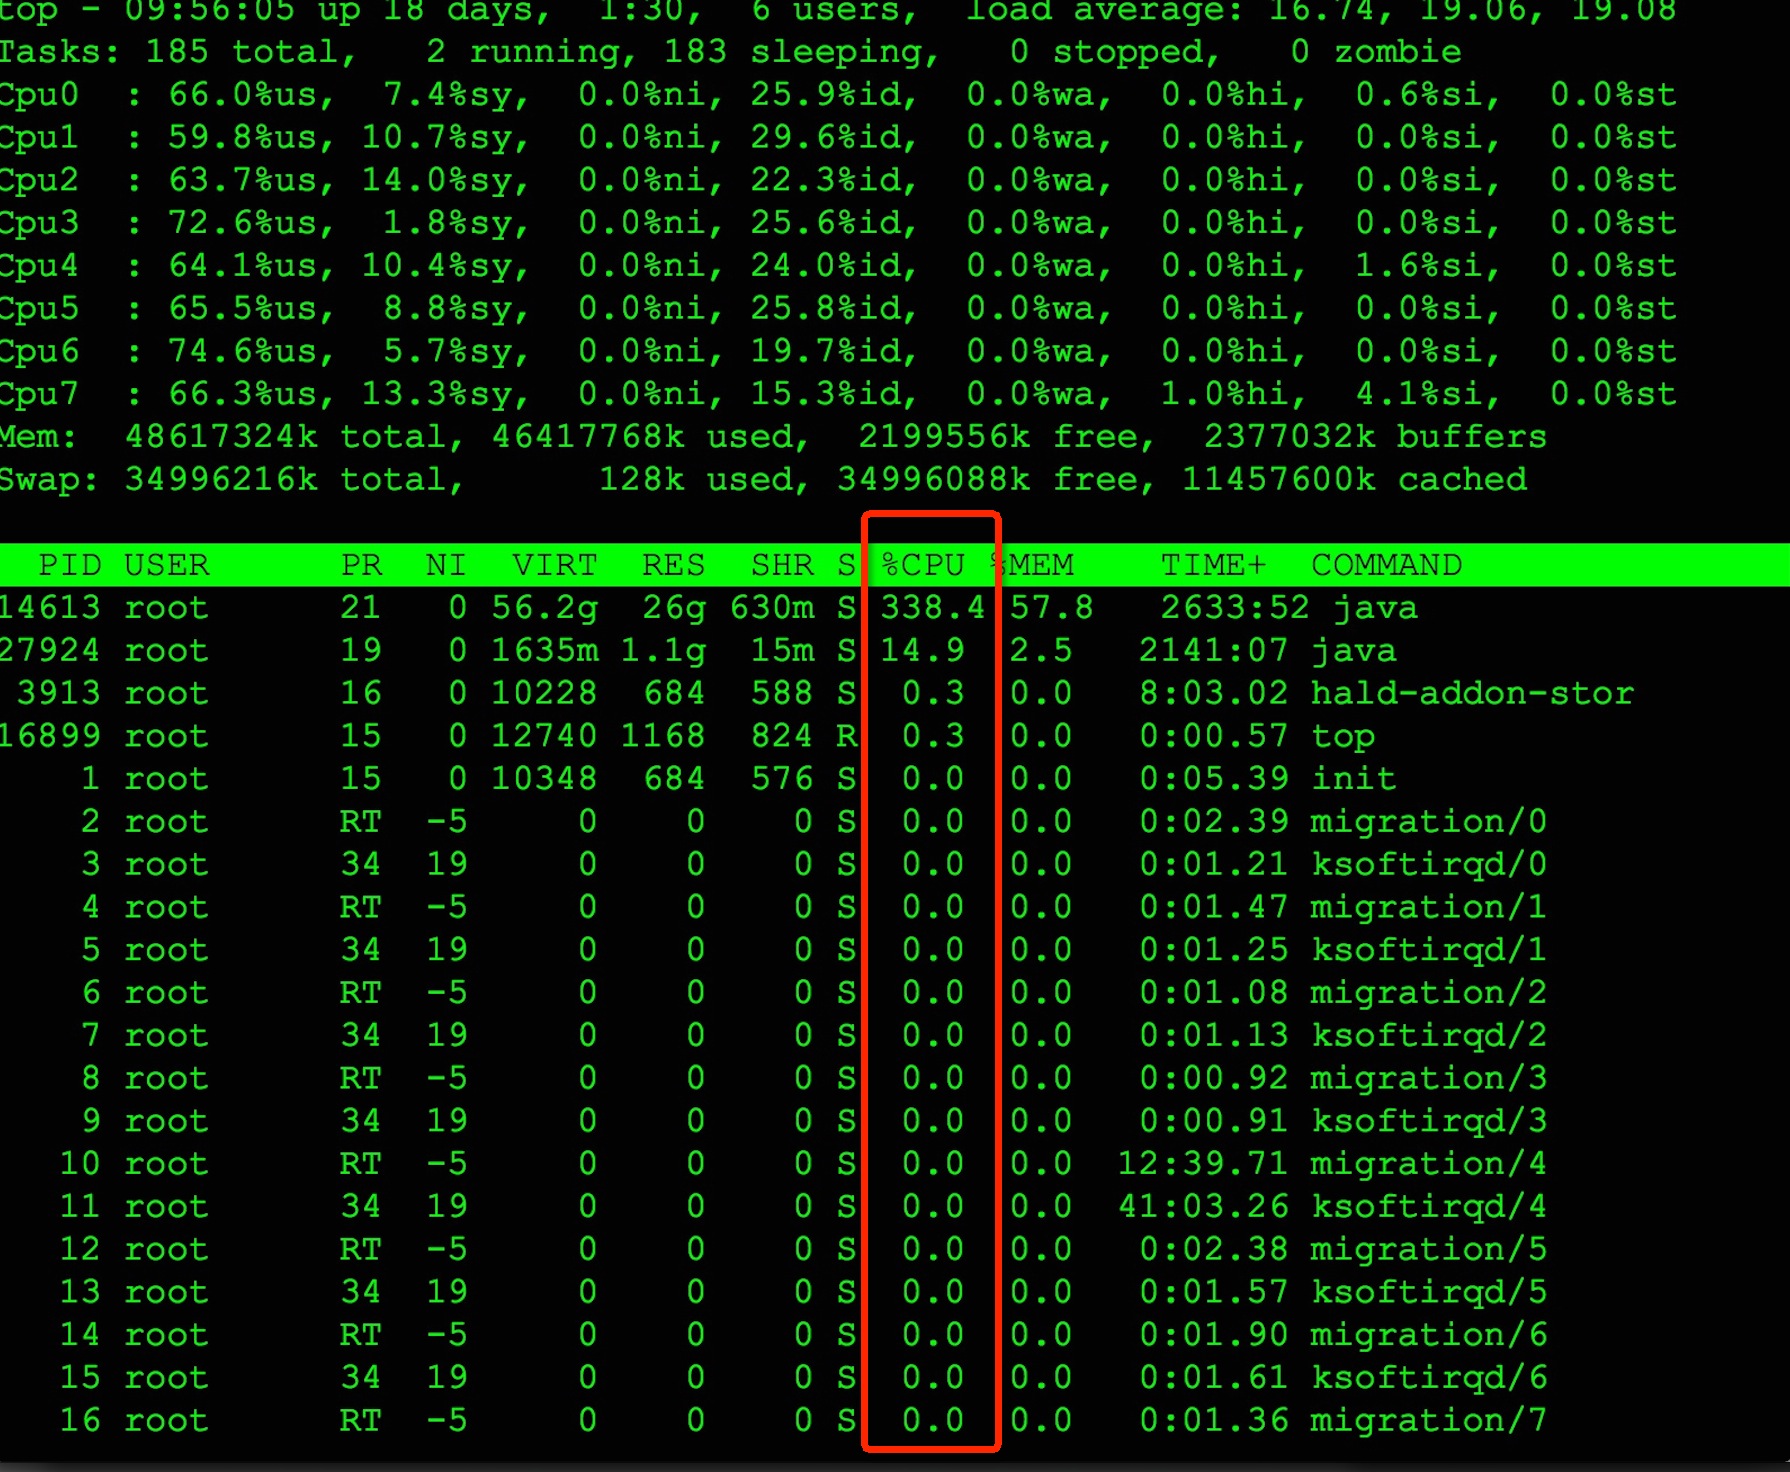 top - 09:56:05 up 18 days,  1:30,  6 users,  load average: 16.74, 19.06, 19.08
Tasks: 185 total,   2 running, 183 sleeping,   0 stopped,   0 zombie
Cpu0  : 66.0%us,  7.4%sy,  0.0%ni, 25.9%id,  0.0%wa,  0.0%hi,  0.6%si,  0.0%st
Cpu1  : 59.8%us, 10.7%sy,  0.0%ni, 29.6%id,  0.0%wa,  0.0%hi,  0.0%si,  0.0%st
Cpu2  : 63.7%us, 14.0%sy,  0.0%ni, 22.3%id,  0.0%wa,  0.0%hi,  0.0%si,  0.0%st
Cpu3  : 72.6%us,  1.8%sy,  0.0%ni, 25.6%id,  0.0%wa,  0.0%hi,  0.0%si,  0.0%st
Cpu4  : 64.1%us, 10.4%sy,  0.0%ni, 24.0%id,  0.0%wa,  0.0%hi,  1.6%si,  0.0%st
Cpu5  : 65.5%us,  8.8%sy,  0.0%ni, 25.8%id,  0.0%wa,  0.0%hi,  0.0%si,  0.0%st
Cpu6  : 74.6%us,  5.7%sy,  0.0%ni, 19.7%id,  0.0%wa,  0.0%hi,  0.0%si,  0.0%st
Cpu7  : 66.3%us, 13.3%sy,  0.0%ni, 15.3%id,  0.0%wa,  1.0%hi,  4.1%si,  0.0%st
Mem:  48617324k total, 46417768k used,  2199556k free,  2377032k buffers
Swap: 34996216k total,      128k used, 34996088k free, 11457600k cached
PID USER      PR  NI  VIRT  RES  SHR S %CPU %MEM    TIME+  COMMAND
14613 root      21   0 56.2g  26g 630m S 338.4 57.8   2633:52 java
27924 root      19   0 1635m 1.1g  15m S 14.9  2.5   2141:07 java
3913 root      16   0 10228  684  588 S  0.3  0.0   8:03.02 hald-addon-stor
16899 root      15   0 12740 1168  824 R  0.3  0.0   0:00.57 top
1 root      15   0 10348  684  576 S  0.0  0.0   0:05.39 init
2 root      RT  -5     0    0    0 S  0.0  0.0   0:02.39 migration/0
3 root      34  19     0    0    0 S  0.0  0.0   0:01.21 ksoftirqd/0
4 root      RT  -5     0    0    0 S  0.0  0.0   0:01.47 migration/1
5 root      34  19     0    0    0 S  0.0  0.0   0:01.25 ksoftirqd/1
6 root      RT  -5     0    0    0 S  0.0  0.0   0:01.08 migration/2
7 root      34  19     0    0    0 S  0.0  0.0   0:01.13 ksoftirqd/2
8 root      RT  -5     0    0    0 S  0.0  0.0   0:00.92 migration/3
9 root      34  19     0    0    0 S  0.0  0.0   0:00.91 ksoftirqd/3
10 root      RT  -5     0    0    0 S  0.0  0.0  12:39.71 migration/4
11 root      34  19     0    0    0 S  0.0  0.0  41:03.26 ksoftirqd/4
12 root      RT  -5     0    0    0 S  0.0  0.0   0:02.38 migration/5
13 root      34  19     0    0    0 S  0.0  0.0   0:01.57 ksoftirqd/5
14 root      RT  -5     0    0    0 S  0.0  0.0   0:01.90 migration/6
15 root      34  19     0    0    0 S  0.0  0.0   0:01.61 ksoftirqd/6
16 root      RT  -5     0    0    0 S  0.0  0.0   0:01.36 migration/7